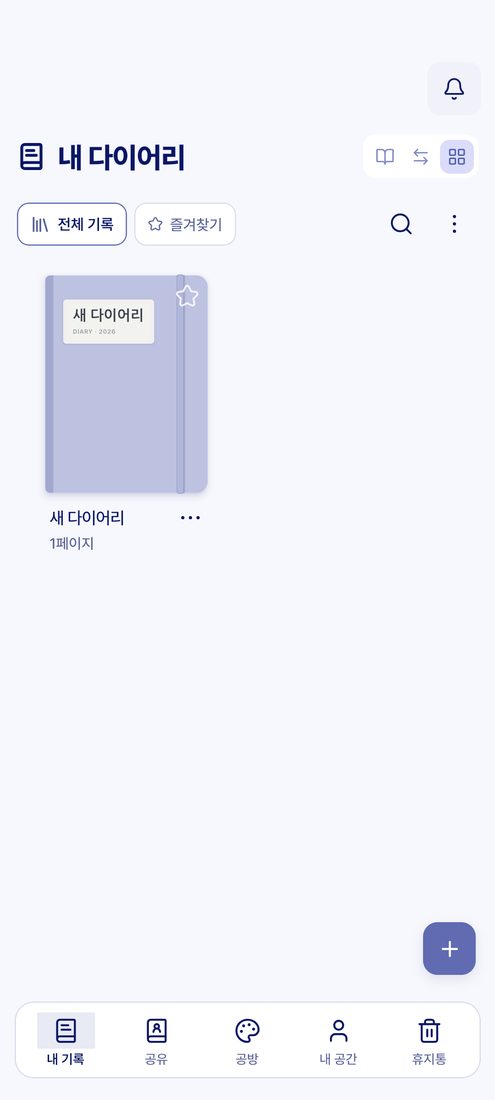 내 다이어리
전체 기록
즐겨찾기
새 다이어리
DIARY · 2026
새 다이어리
1페이지
내 기록
공유
공방
내 공간
휴지통